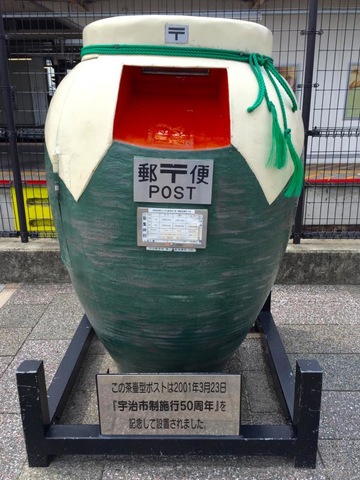 〒
郵〒便
POST
この茶壷型ポストは2001年3月23日
『宇治市制施行50周年』を
記念して設置されました。